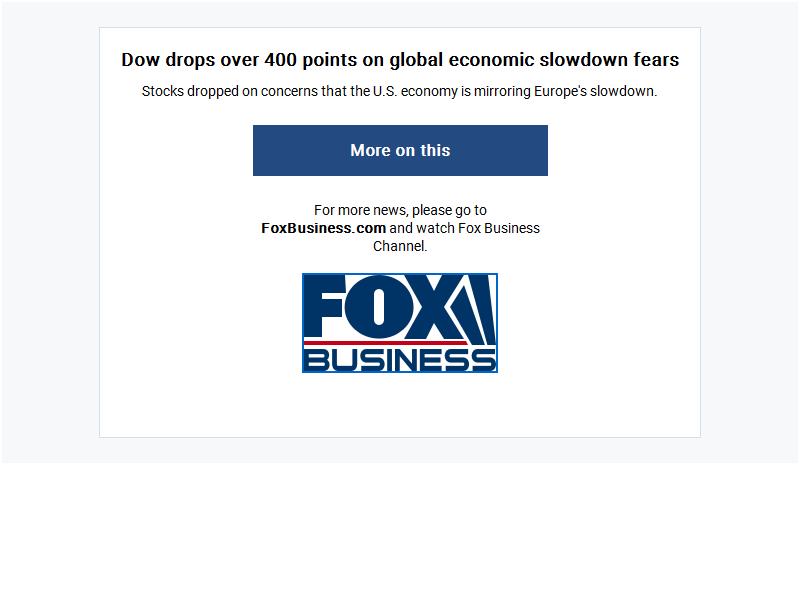 Dow drops over 400 points on global economic slowdown fears
Stocks dropped on concerns that the U.S. economy is mirroring Europe's slowdown.
More on this
For more news, please go to
FoxBusiness.com and watch Fox Business
Channel.
FOX
BUSINESS